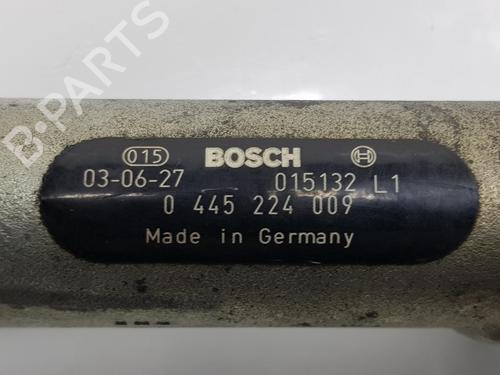 B-PARTS
015 BOSCH
03-06-27 015132 L1
0 445 224 009
Made in Germany